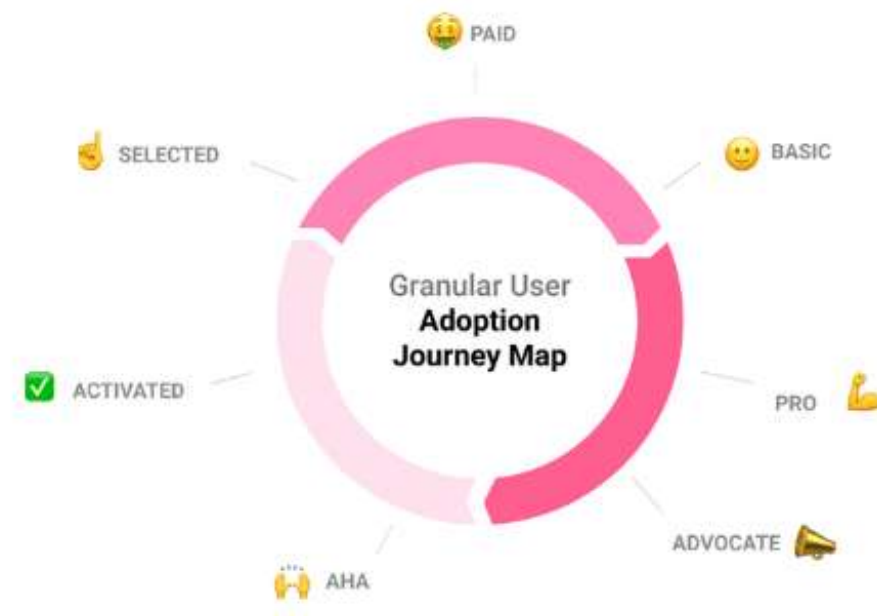 PAID
SELECTED
BASIC
Granular User
Adoption
Journey Map
ACTIVATED
PRO
ADVOCATE
AHA